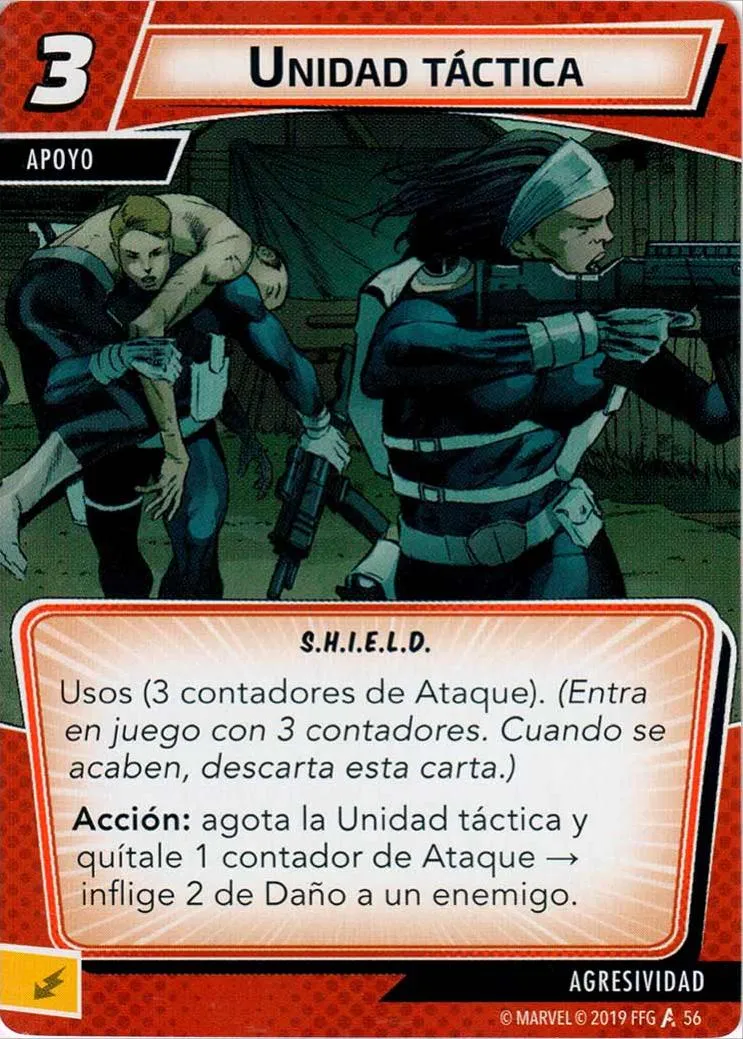 3
UNIDAD TÁCTICA
APOYO
S.H.I.E.L.D.
Usos (3 contadores de Ataque). (Entra
en juego con 3 contadores. Cuando se
acaben, descarta esta carta.)
Acción: agota la Unidad táctica y
quítale 1 contador de Ataque →
inflige 2 de Daño a un enemigo.
AGRESIVIDAD
© MARVEL © 2019 FFG 56